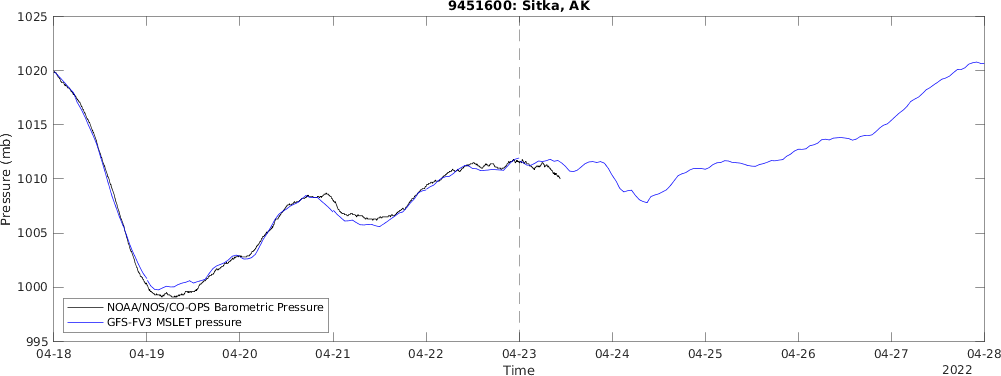 9451600: Sitka, AK
1025
1020
1015
1010
1005
1000
995
Pressure (mb)
NOAA/NOS/CO-OPS Barometric Pressure
GFS-FV3 MSLET pressure
04-18 04-19 04-20 04-21 04-22 04-23 04-24 04-25 04-26 04-27 04-28
Time
2022